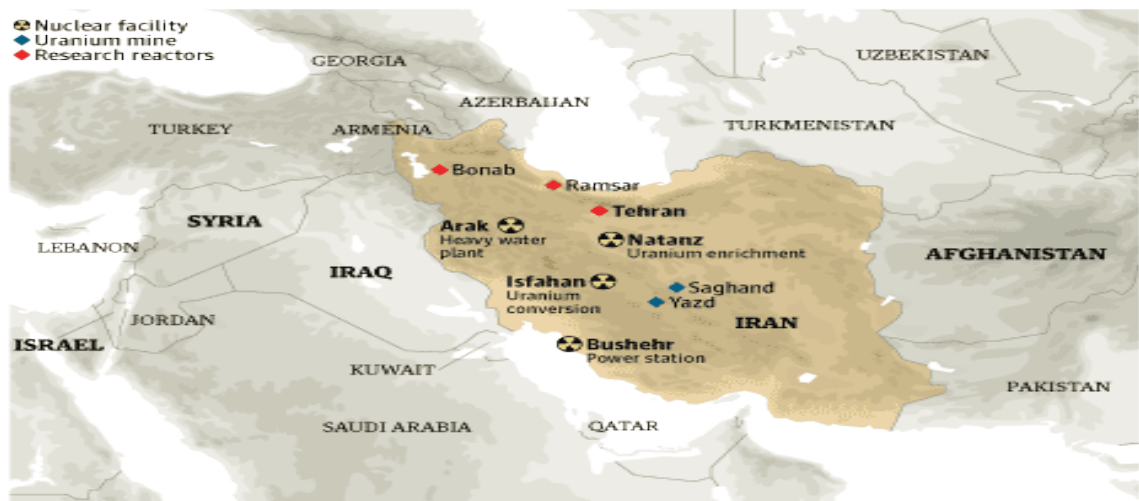 Nuclear facility
Uranium mine
Research reactors
GEORGIA
UZBEKISTAN
AZERBAIJAN
TURKEY
ARMENIA
TURKMENISTAN
Bonab
Ramsar
Tehran
SYRIA
Arak
Heavy water
plant
Natanz
Uranium enrichment
LEBANON
AFGHANISTAN
IRAQ
Isfahan
Uranium
conversion
Saghand
Yazd
JORDAN
IRAN
ISRAEL
Bushehr
Power station
KUWAIT
PAKISTAN
SAUDI ARABIA
QATAR